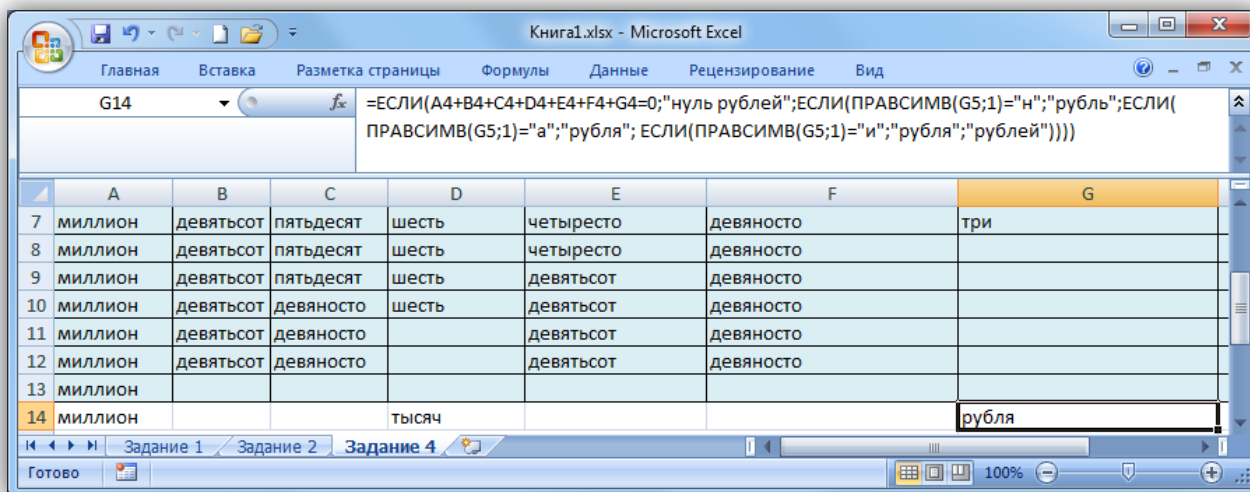 Книга1.xlsx - Microsoft Excel
Главная Вставка Разметка страницы Формулы Данные Рецензирование Вид
G14 fx =ЕСЛИ(A4+B4+C4+D4+E4+F4+G4=0;"нуль рублей";ЕСЛИ(ПРАВСИМВ(G5;1)="н";"рубль";ЕСЛИ(
ПРАВСИМВ(G5;1)="а";"рубля"; ЕСЛИ(ПРАВСИМВ(G5;1)="и";"рубля";"рублей"))))
A B C D E F G
7 миллион девятьсот пятьдесят шесть четыресто девяносто три
8 миллион девятьсот пятьдесят шесть четыресто девяносто
9 миллион девятьсот пятьдесят шесть девятьсот девяносто
10 миллион девятьсот девяносто шесть девятьсот девяносто
11 миллион девятьсот девяносто девятьсот девяносто
12 миллион девятьсот девяносто девятьсот девяносто
13 миллион
14 миллион тысяч рубля
Задание 1 Задание 2 Задание 4
Готово 100%